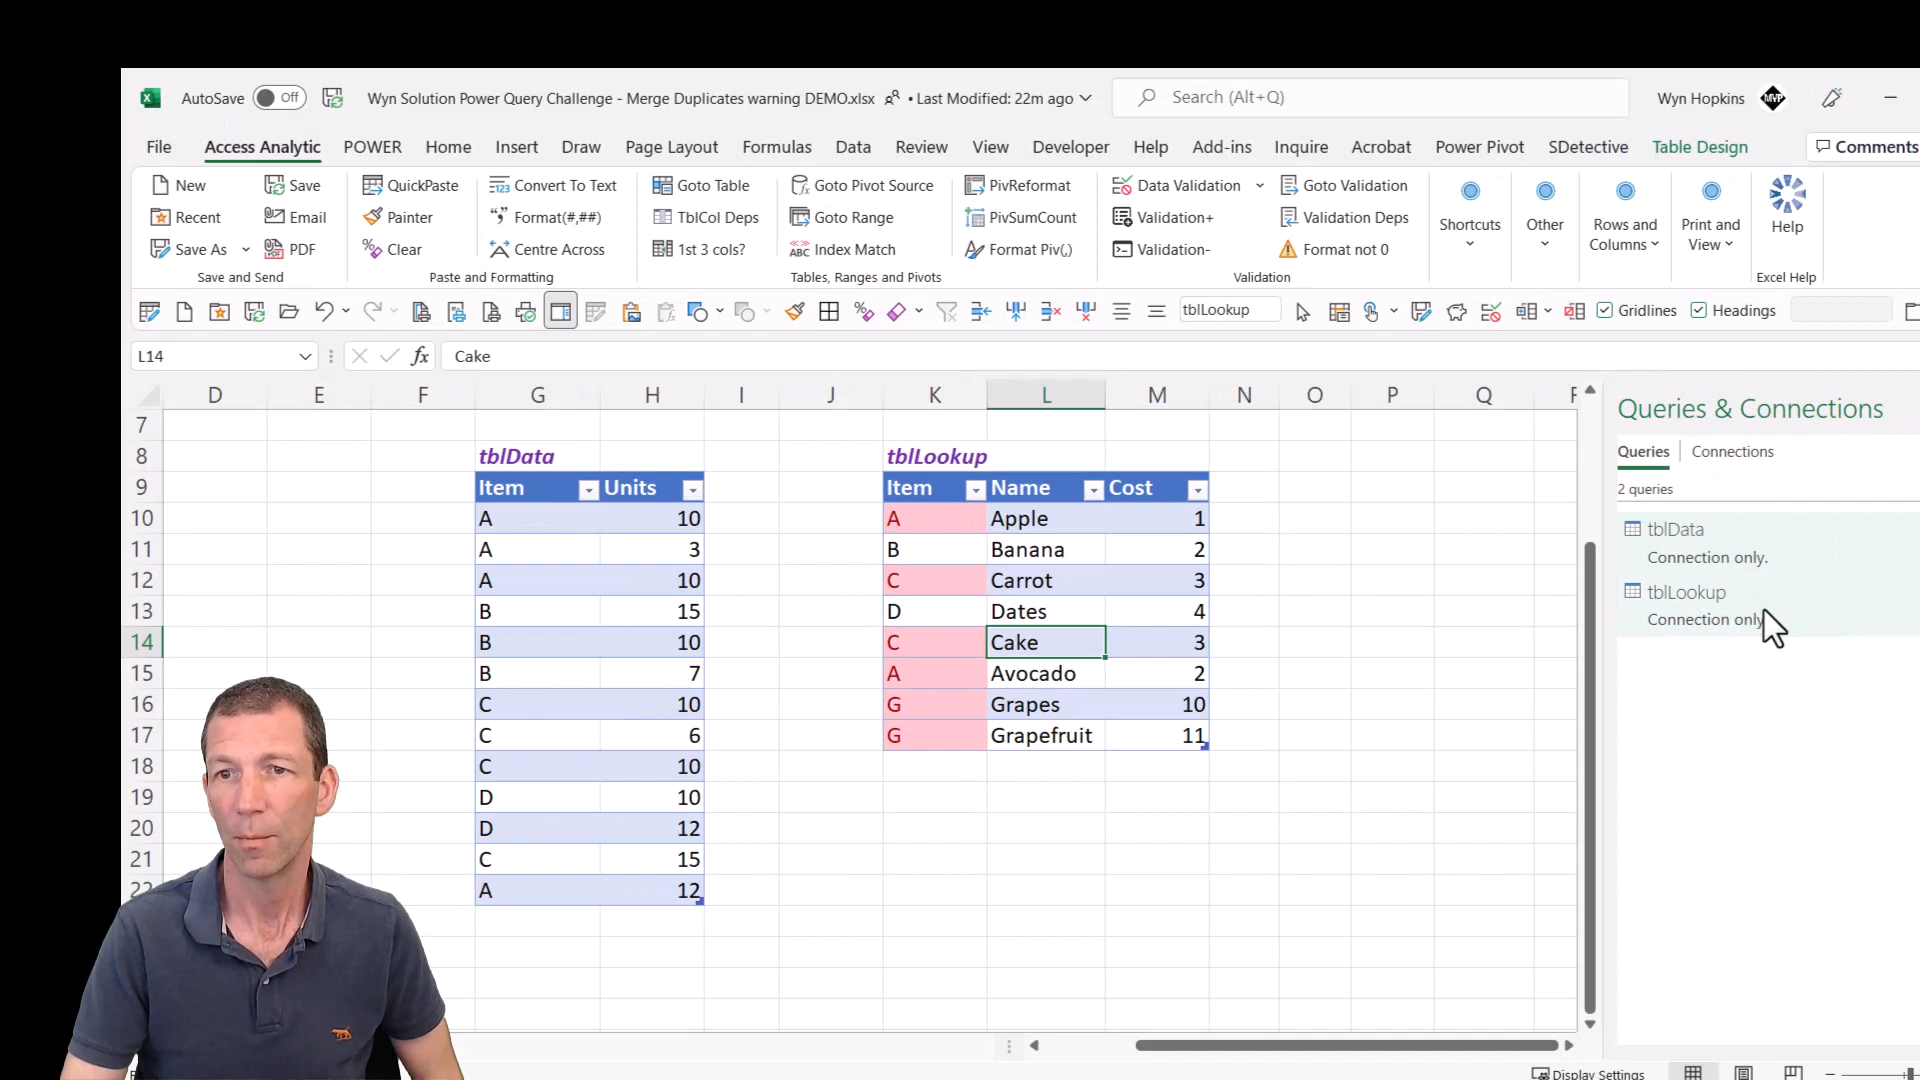 AutoSave Off Wyn Solution Power Query Challenge - Merge Duplicates warning DEMO.xlsx • Last Modified: 22m ago Search (Alt+Q) Wyn Hopkins MVP
File Access Analytic POWER Home Insert Draw Page Layout Formulas Data Review View Developer Help Add-ins Inquire Acrobat Power Pivot SDetective Table Design Comments
New Save QuickPaste Convert To Text Goto Table Goto Pivot Source PivReformat Data Validation Goto Validation
Recent Email Painter Format(#,##) TblCol Deps Goto Range PivSumCount Validation+ Validation Deps Shortcuts Other Rows and Columns Print and View Help
Save As PDF Clear Centre Across 1st 3 cols? Index Match Format Piv(,) Validation- Format not 0
Save and Send Paste and Formatting Tables, Ranges and Pivots Validation Excel Help
tblLookup Gridlines Headings
L14 fx Cake
D E F G H I J K L M N O P Q
7
8 tblData tblLookup
9 Item Units Item Name Cost
10 A 10 A Apple 1
11 A 3 B Banana 2
12 A 10 C Carrot 3
13 B 15 D Dates 4
14 B 10 C Cake 3
15 B 7 A Avocado 2
16 C 10 G Grapes 10
17 C 6 G Grapefruit 11
18 C 10
19 D 10
20 D 12
21 C 15
22 A 12
Queries & Connections
Queries Connections
2 queries
tblData
Connection only.
tblLookup
Connection only
Display Settings